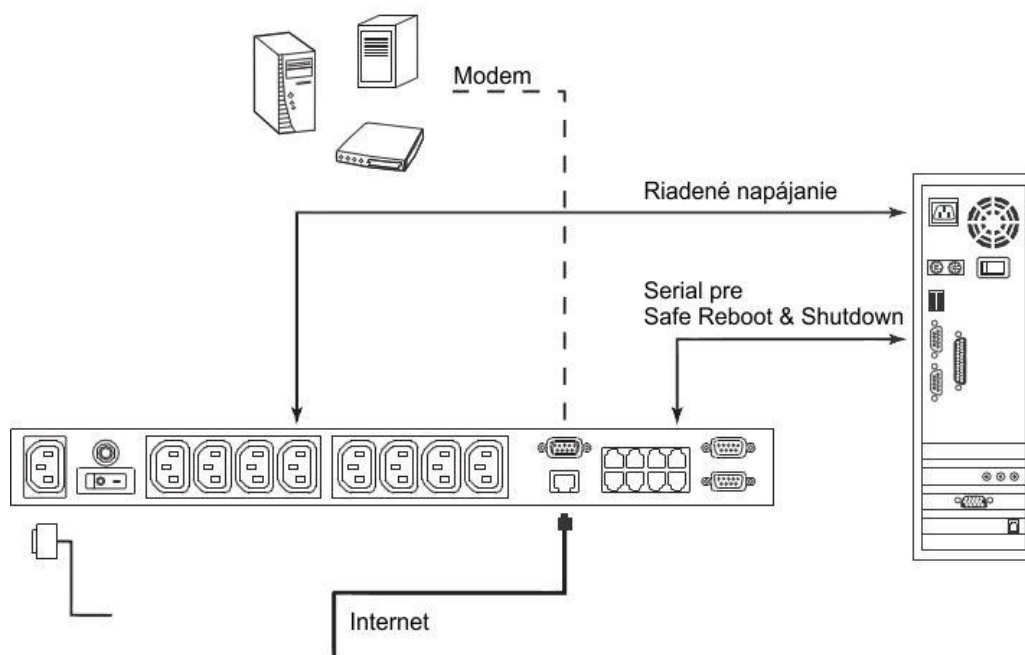 Modem
Riadené napájanie
Serial pre
Safe Reboot & Shutdown
Internet